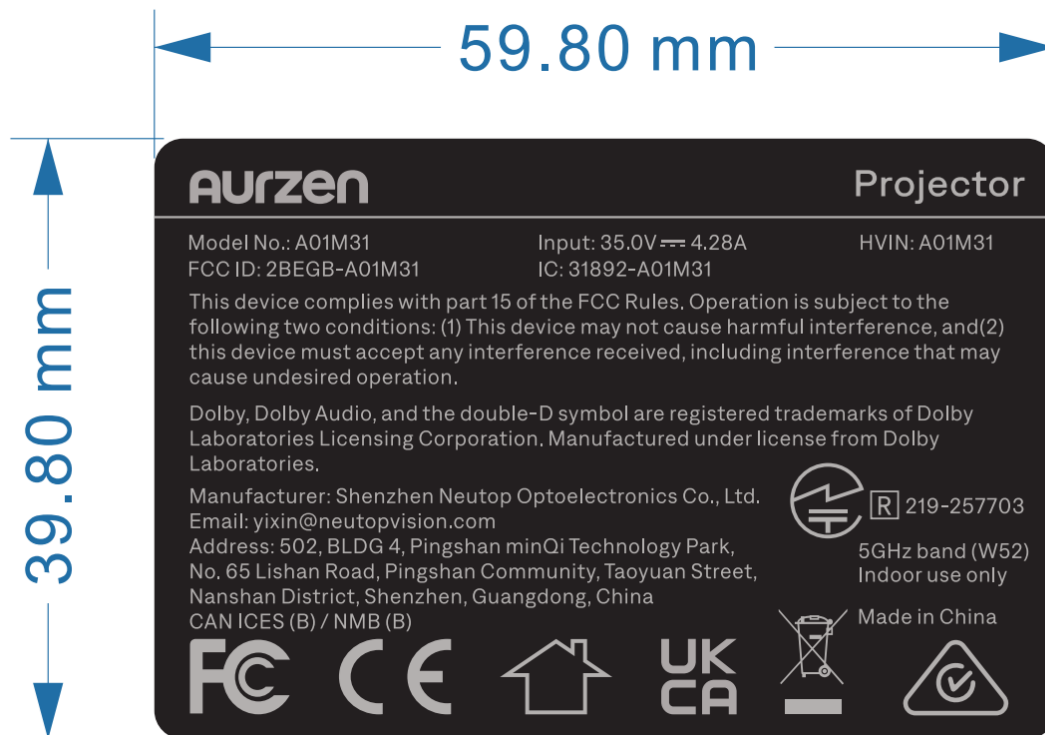 59.80 mm
39.80 mm
Aurzen
Projector
Model No.: A01M31
Input: 35.0V ⎓ 4.28A
HVIN: A01M31
FCC ID: 2BEGB-A01M31
IC: 31892-A01M31
This device complies with part 15 of the FCC Rules. Operation is subject to the
following two conditions: (1) This device may not cause harmful interference, and(2)
this device must accept any interference received, including interference that may
cause undesired operation.
Dolby, Dolby Audio, and the double-D symbol are registered trademarks of Dolby
Laboratories Licensing Corporation. Manufactured under license from Dolby
Laboratories.
Manufacturer: Shenzhen Neutop Optoelectronics Co., Ltd.
Email: yixin@neutopvision.com
Address: 502, BLDG 4, Pingshan minQi Technology Park,
No. 65 Lishan Road, Pingshan Community, Taoyuan Street,
Nanshan District, Shenzhen, Guangdong, China
CAN ICES (B) / NMB (B)
R 219-257703
5GHz band (W52)
Indoor use only
Made in China
FC CE UK
CA